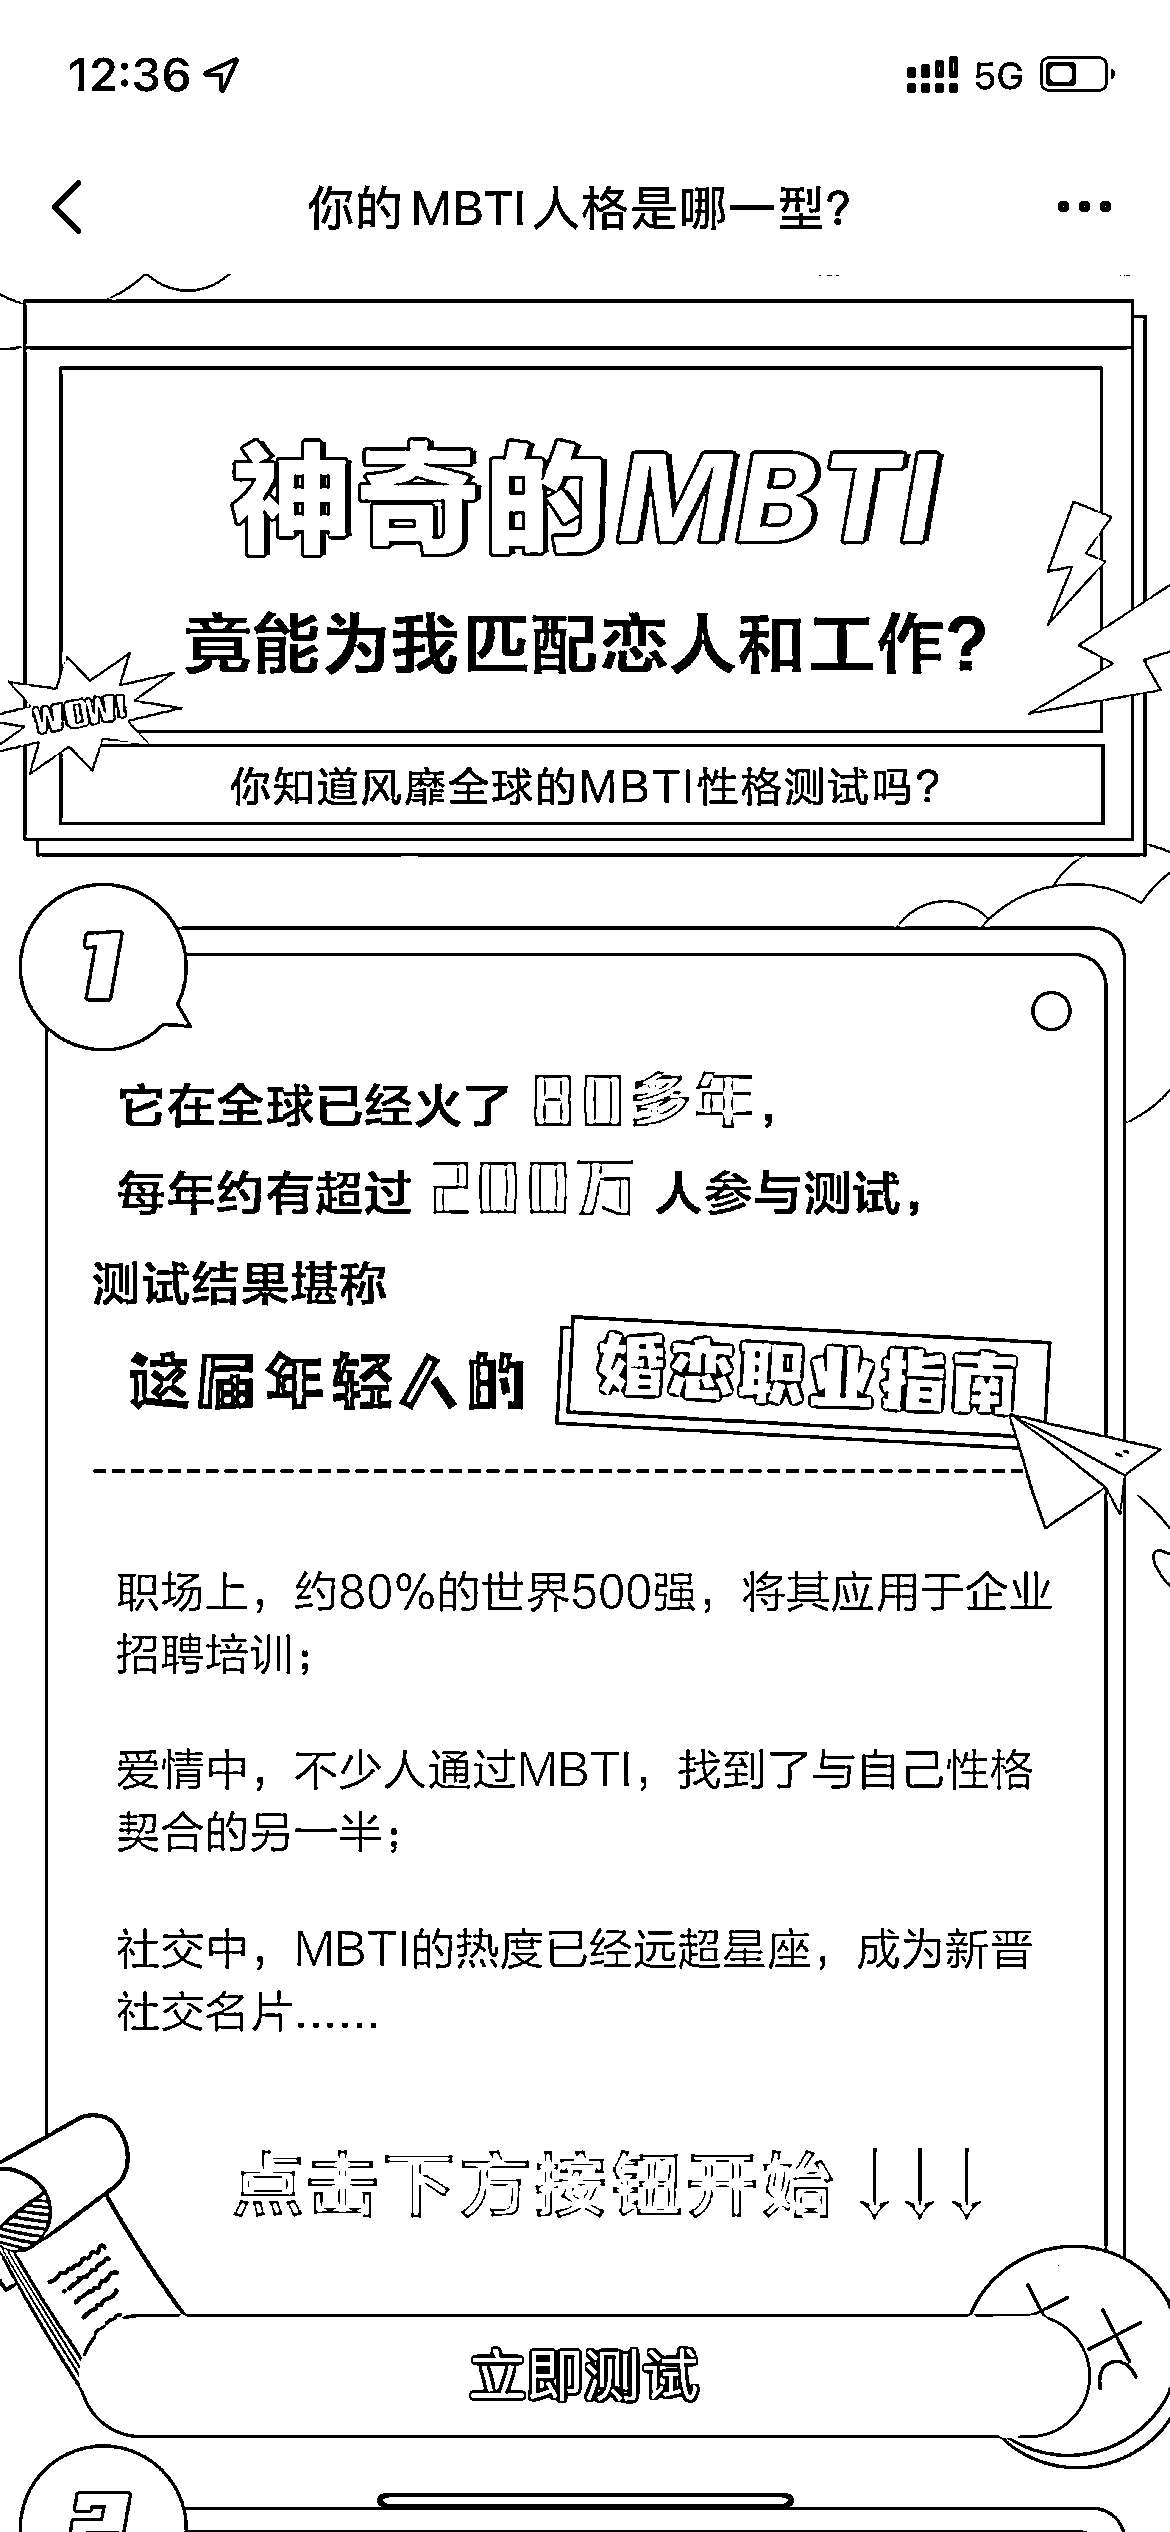 12:36
5G
你的MBTI人格是哪一型?
神奇的MBTI
竟能为我匹配恋人和工作?
WOW!
你知道风靡全球的MBTI性格测试吗?
1
它在全球已经火了 80多年,
每年约有超过 200万 人参与测试,
测试结果堪称
这届年轻人的 婚恋职业指南
职场上，约80%的世界500强，将其应用于企业
招聘培训；
爱情中，不少人通过MBTI，找到了与自己性格
契合的另一半；
社交中，MBTI的热度已经远超星座，成为新晋
社交名片……
点击下方按钮开始 ↓↓↓
立即测试
2